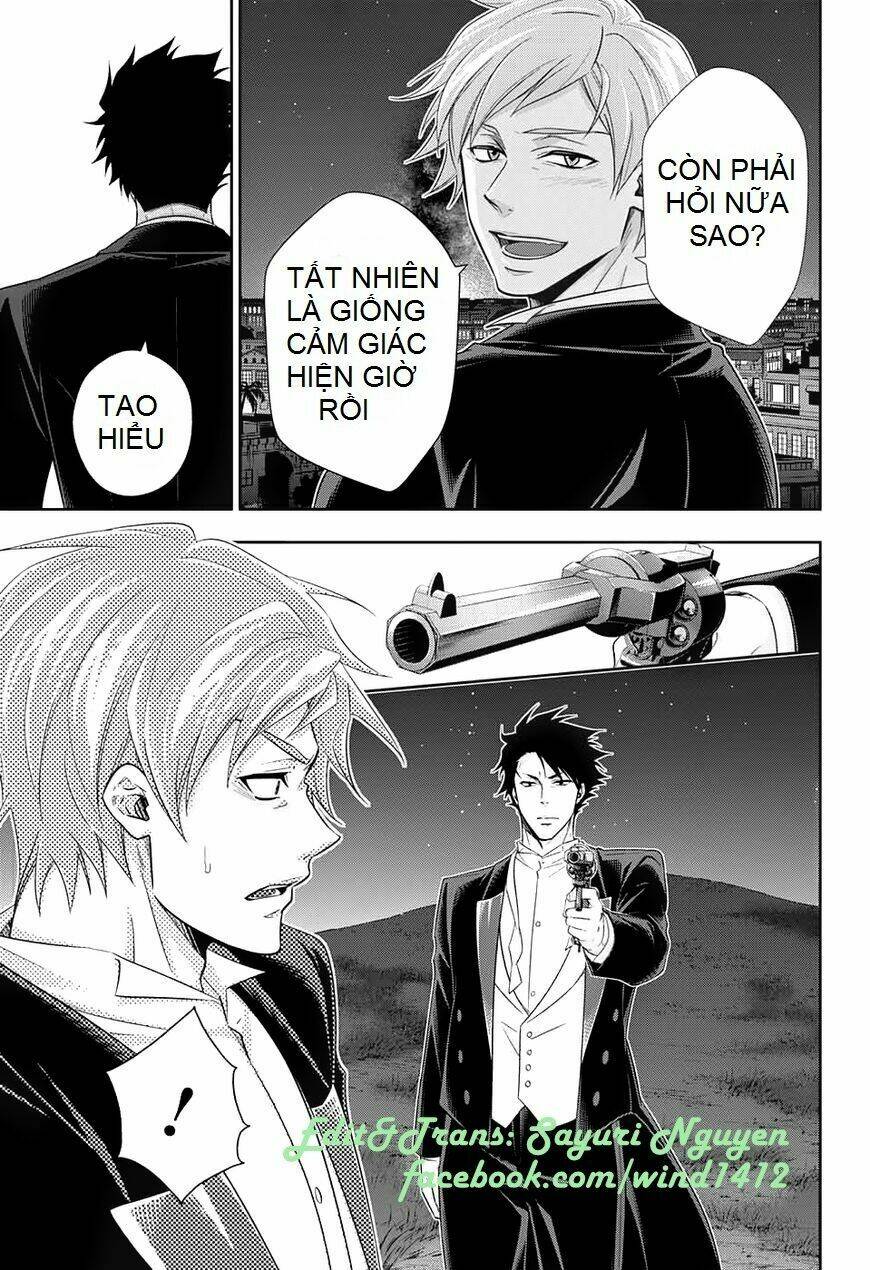 CÒN PHẢI
HỎI NỮA
SAO?
TẤT NHIÊN
LÀ GIỐNG
CẢM GIÁC
HIỆN GIỜ
RỒI
TAO
HIỂU
!
Edit&Trans: Sayuri Nguyen
facebook.com/wind1412